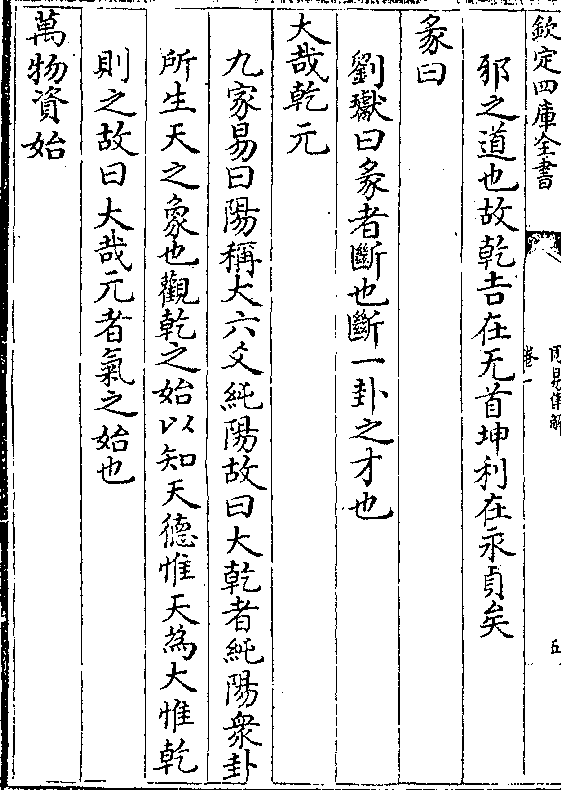 欽定四庫全書
周易集解
卷一
五
邪之道也故乾吉在无首坤利在永貞矣
彖曰
劉瓛曰彖者斷也斷一卦之才也
大哉乾元
九家易曰陽稱大六爻純陽故曰大乾者純陽衆卦
所生天之象也觀乾之始以知天德惟天為大惟乾
則之故曰大哉元者氣之始也
萬物資始